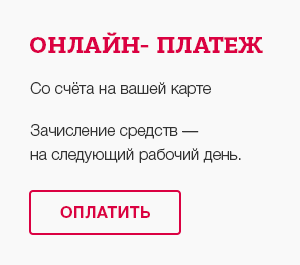 ОНЛАЙН- ПЛАТЕЖ
Со счёта на вашей карте
Зачисление средств —
на следующий рабочий день.
ОПЛАТИТЬ